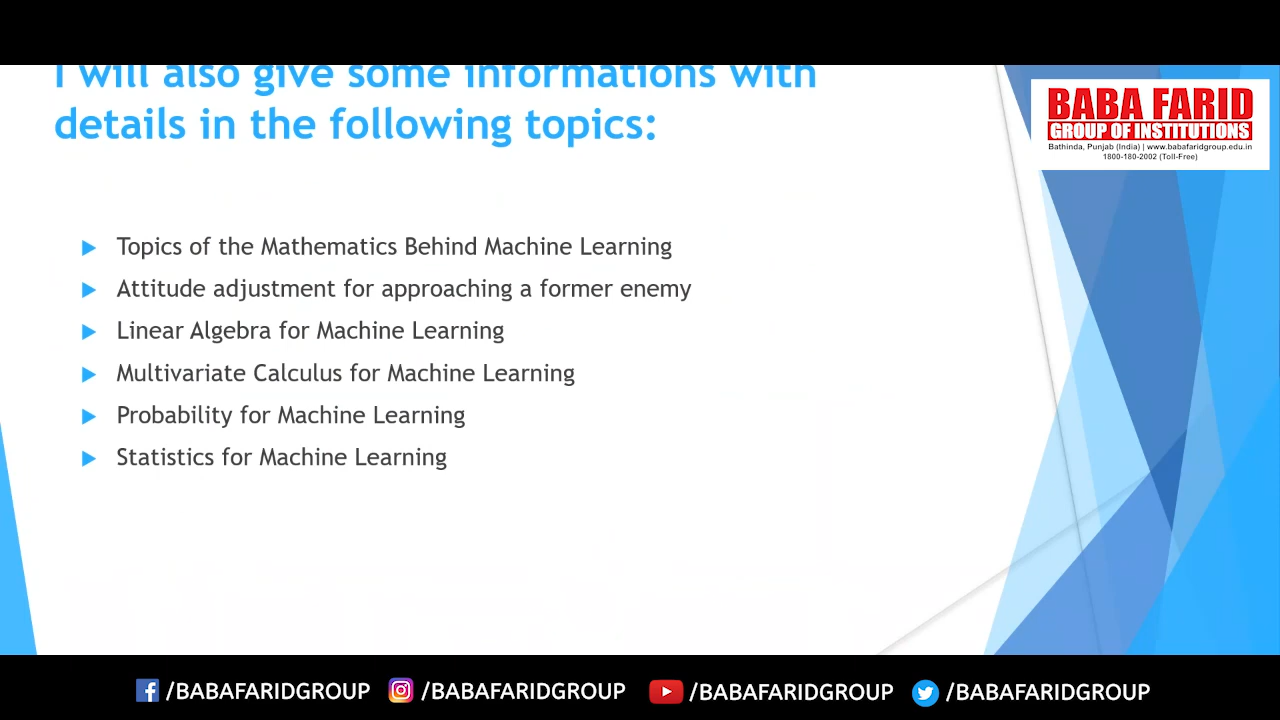 I will also give some informations with
details in the following topics:
BABA FARID
GROUP OF INSTITUTIONS
Bathinda, Punjab (India) | www.babafaridgroup.edu.in
1800-180-2002 (Toll-Free)
Topics of the Mathematics Behind Machine Learning
Attitude adjustment for approaching a former enemy
Linear Algebra for Machine Learning
Multivariate Calculus for Machine Learning
Probability for Machine Learning
Statistics for Machine Learning
/BABAFARIDGROUP /BABAFARIDGROUP /BABAFARIDGROUP /BABAFARIDGROUP